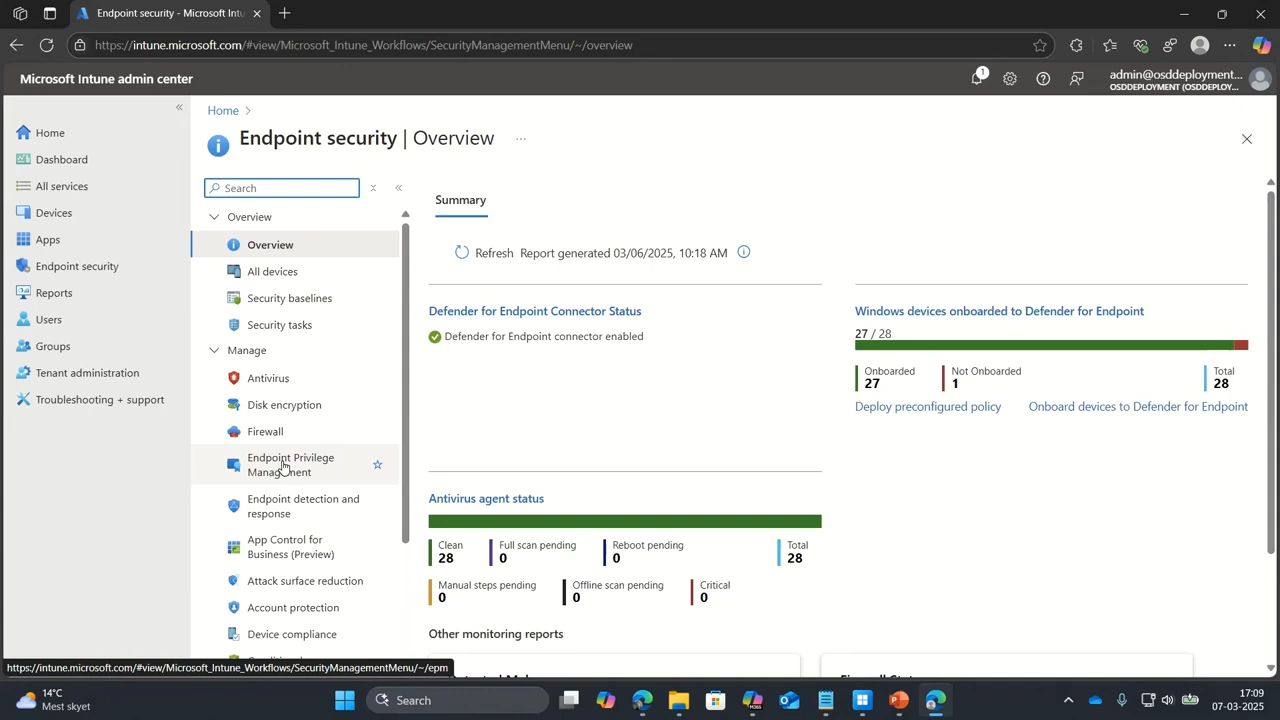 Endpoint security - Microsoft Intu
https://intune.microsoft.com/#view/Microsoft_Intune_Workflows/SecurityManagementMenu/~/overview
Microsoft Intune admin center
1
admin@osddeployment...
OSDDEPLOYMENT (OSDDEPLOY...
Home
Dashboard
All services
Devices
Apps
Endpoint security
Reports
Users
Groups
Tenant administration
Troubleshooting + support
Home >
Endpoint security | Overview ...
Search
Overview
Overview
All devices
Security baselines
Security tasks
Manage
Antivirus
Disk encryption
Firewall
Endpoint Privilege
Management
Endpoint detection and
response
App Control for
Business (Preview)
Attack surface reduction
Account protection
Device compliance
Summary
Refresh Report generated 03/06/2025, 10:18 AM
Defender for Endpoint Connector Status
Defender for Endpoint connector enabled
Windows devices onboarded to Defender for Endpoint
27 / 28
Onboarded
27
Not Onboarded
1
Total
28
Deploy preconfigured policy
Onboard devices to Defender for Endpoint
Antivirus agent status
Clean
28
Full scan pending
0
Reboot pending
0
Total
28
Manual steps pending
0
Offline scan pending
0
Critical
0
Other monitoring reports
https://intune.microsoft.com/#view/Microsoft_Intune_Workflows/SecurityManagementMenu/~/epm
14°C
Mest skyet
Search
M365
17:09
07-03-2025